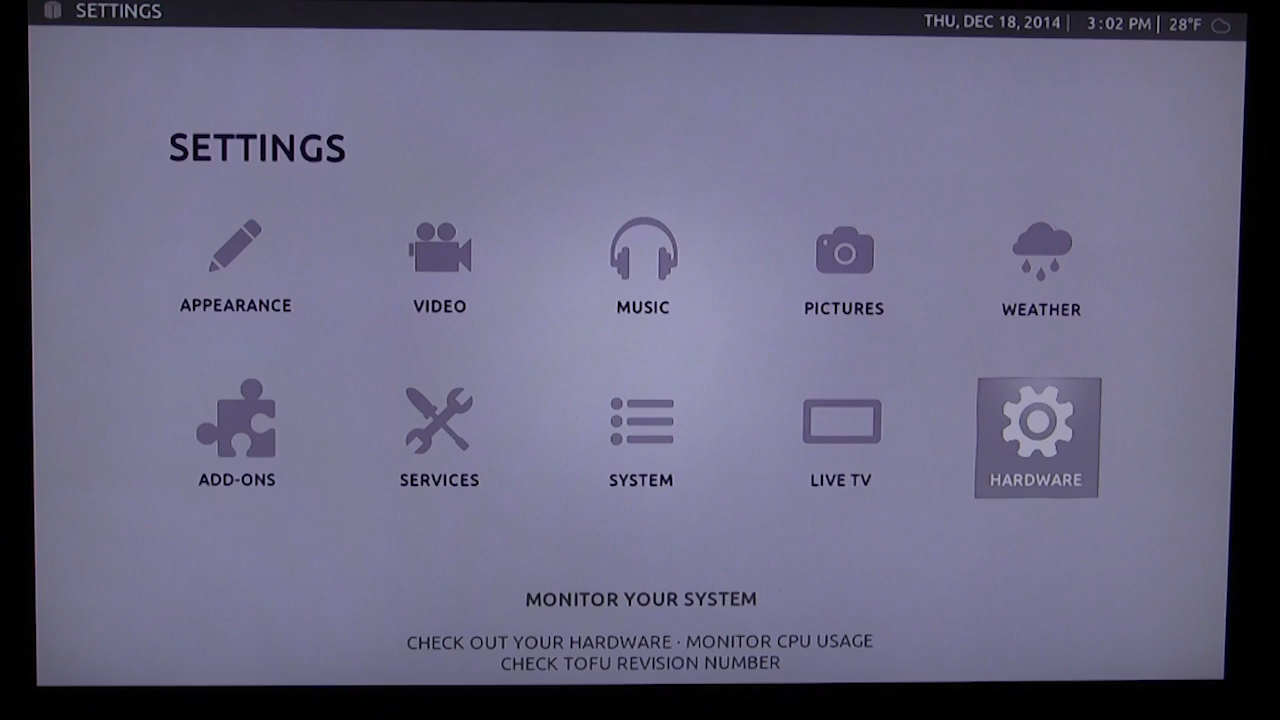 SETTINGS
THU, DEC 18, 2014 | 3:02 PM | 28°F
SETTINGS
APPEARANCE VIDEO MUSIC PICTURES WEATHER
ADD-ONS SERVICES SYSTEM LIVE TV HARDWARE
MONITOR YOUR SYSTEM
CHECK OUT YOUR HARDWARE · MONITOR CPU USAGE
CHECK TOFU REVISION NUMBER